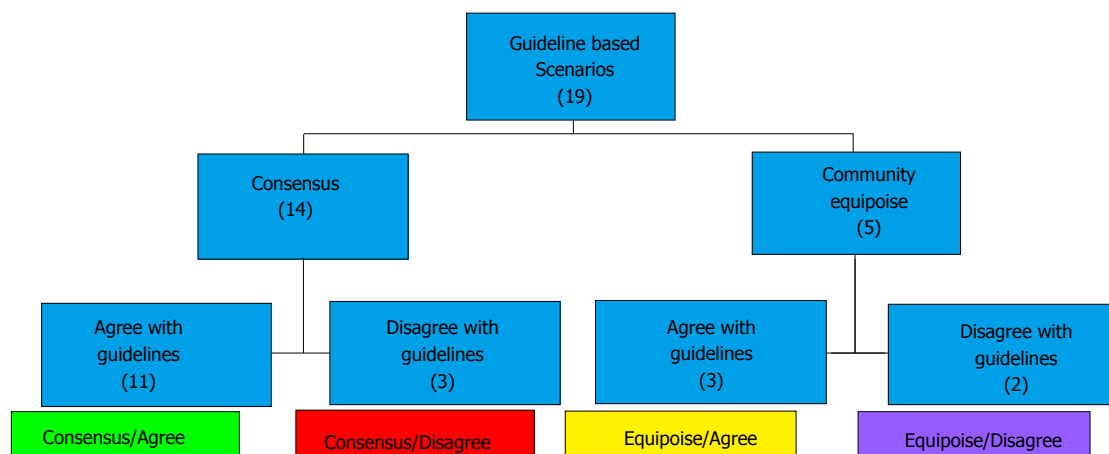 Guideline based
Scenarios
(19)
Consensus
(14)
Community
equipoise
(5)
Agree with
guidelines
(11)
Disagree with
guidelines
(3)
Agree with
guidelines
(3)
Disagree with
guidelines
(2)
Consensus/Agree
Consensus/Disagree
Equipoise/Agree
Equipoise/Disagree